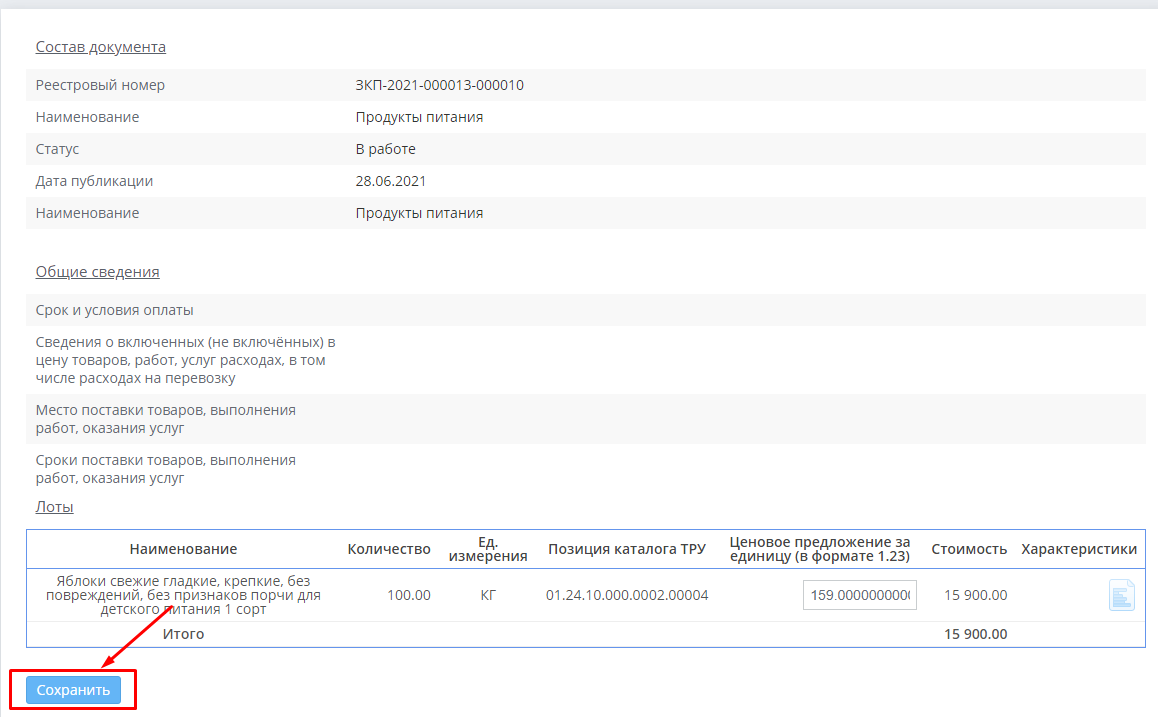 Состав документа
Реестровый номер ЗКП-2021-000013-000010
Наименование Продукты питания
Статус В работе
Дата публикации 28.06.2021
Наименование Продукты питания
Общие сведения
Срок и условия оплаты
Сведения о включенных (не включённых) в
цену товаров, работ, услуг расходах, в том
числе расходах на перевозку
Место поставки товаров, выполнения
работ, оказания услуг
Сроки поставки товаров, выполнения
работ, оказания услуг
Лоты
Наименование Количество Ед. измерения Позиция каталога ТРУ Ценовое предложение за единицу (в формате 1.23) Стоимость Характеристики
Яблоки свежие гладкие, крепкие, без
повреждений, без признаков порчи для 100.00 КГ 01.24.10.000.0002.00004 159.0000000000 15 900.00
детского питания 1 сорт
Итого 15 900.00
Сохранить